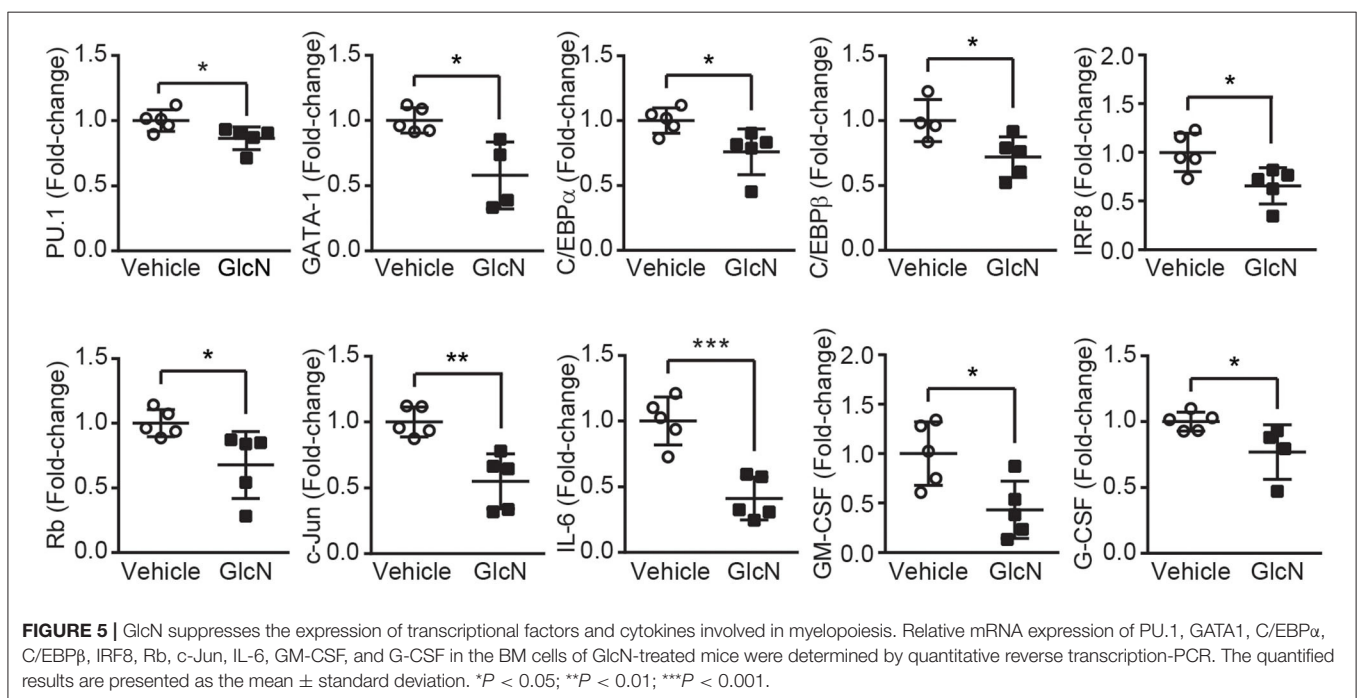 PU.1 (Fold-change)
1.5
1.0
0.5
0.0
*
Vehicle GlcN
GATA-1 (Fold-change)
1.5
1.0
0.5
0.0
*
Vehicle GlcN
C/EBPα (Fold-change)
1.5
1.0
0.5
0.0
*
Vehicle GlcN
C/EBPβ (Fold-change)
1.5
1.0
0.5
0.0
*
Vehicle GlcN
IRF8 (Fold-change)
2.0
1.5
1.0
0.5
0.0
*
Vehicle GlcN
Rb (Fold-change)
1.5
1.0
0.5
0.0
*
Vehicle GlcN
c-Jun (Fold-change)
1.5
1.0
0.5
0.0
**
Vehicle GlcN
IL-6 (Fold-change)
1.5
1.0
0.5
0.0
***
Vehicle GlcN
GM-CSF (Fold-change)
2.0
1.5
1.0
0.5
0.0
*
Vehicle GlcN
G-CSF (Fold-change)
1.5
1.0
0.5
0.0
*
Vehicle GlcN
FIGURE 5 | GlcN suppresses the expression of transcriptional factors and cytokines involved in myelopoiesis. Relative mRNA expression of PU.1, GATA1, C/EBPα,
C/EBPβ, IRF8, Rb, c-Jun, IL-6, GM-CSF, and G-CSF in the BM cells of GlcN-treated mice were determined by quantitative reverse transcription-PCR. The quantified
results are presented as the mean ± standard deviation. *P < 0.05; **P < 0.01; ***P < 0.001.